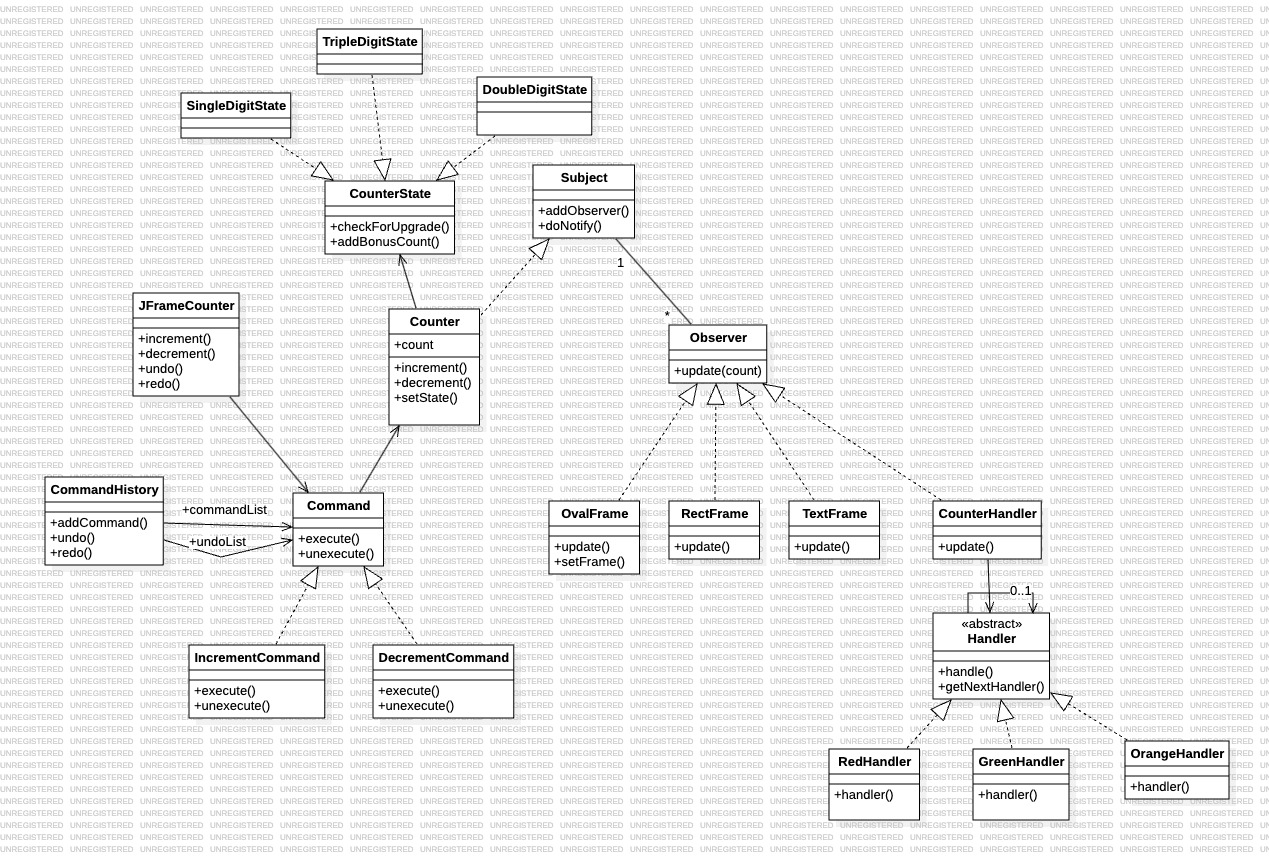 TripleDigitState
SingleDigitState
DoubleDigitState
CounterState
+checkForUpgrade()
+addBonusCount()
Subject
+addObserver()
+doNotify()
1
*
JFrameCounter
+increment()
+decrement()
+undo()
+redo()
Counter
+count
+increment()
+decrement()
+setState()
Observer
+update(count)
CommandHistory
+addCommand()
+undo()
+redo()
+commandList
+undoList
Command
+execute()
+unexecute()
OvalFrame
+update()
+setFrame()
RectFrame
+update()
TextFrame
+update()
CounterHandler
+update()
0..1
«abstract»
Handler
+handle()
+getNextHandler()
IncrementCommand
+execute()
+unexecute()
DecrementCommand
+execute()
+unexecute()
RedHandler
+handler()
GreenHandler
+handler()
OrangeHandler
+handler()
UNREGISTERED